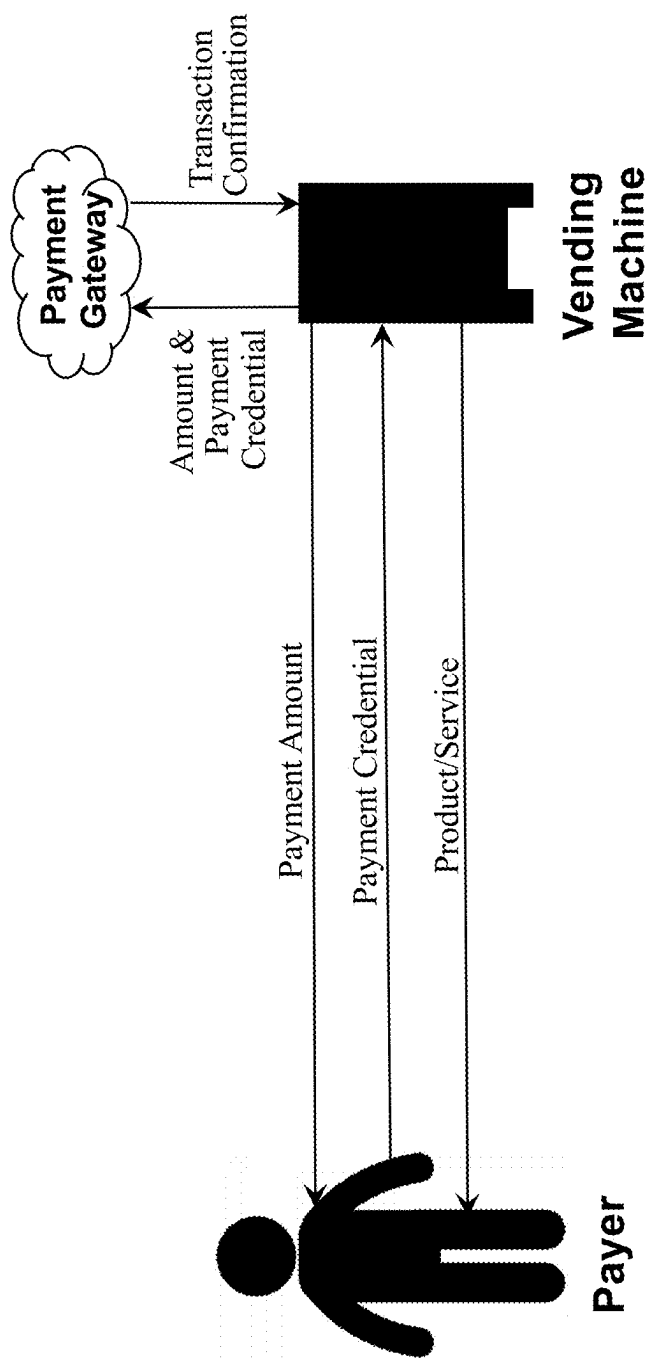 Payment
Gateway
Transaction
Confirmation
Amount &
Payment
Credential
Payment Amount
Payment Credential
Product/Service
Payer
Vending
Machine